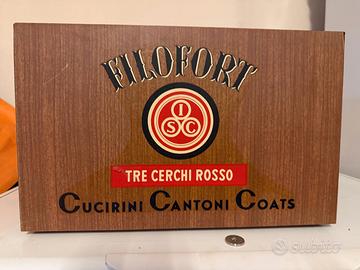 FILOFORT
I
S C
TRE CERCHI ROSSO
CUCIRINI CANTONI COATS
subito